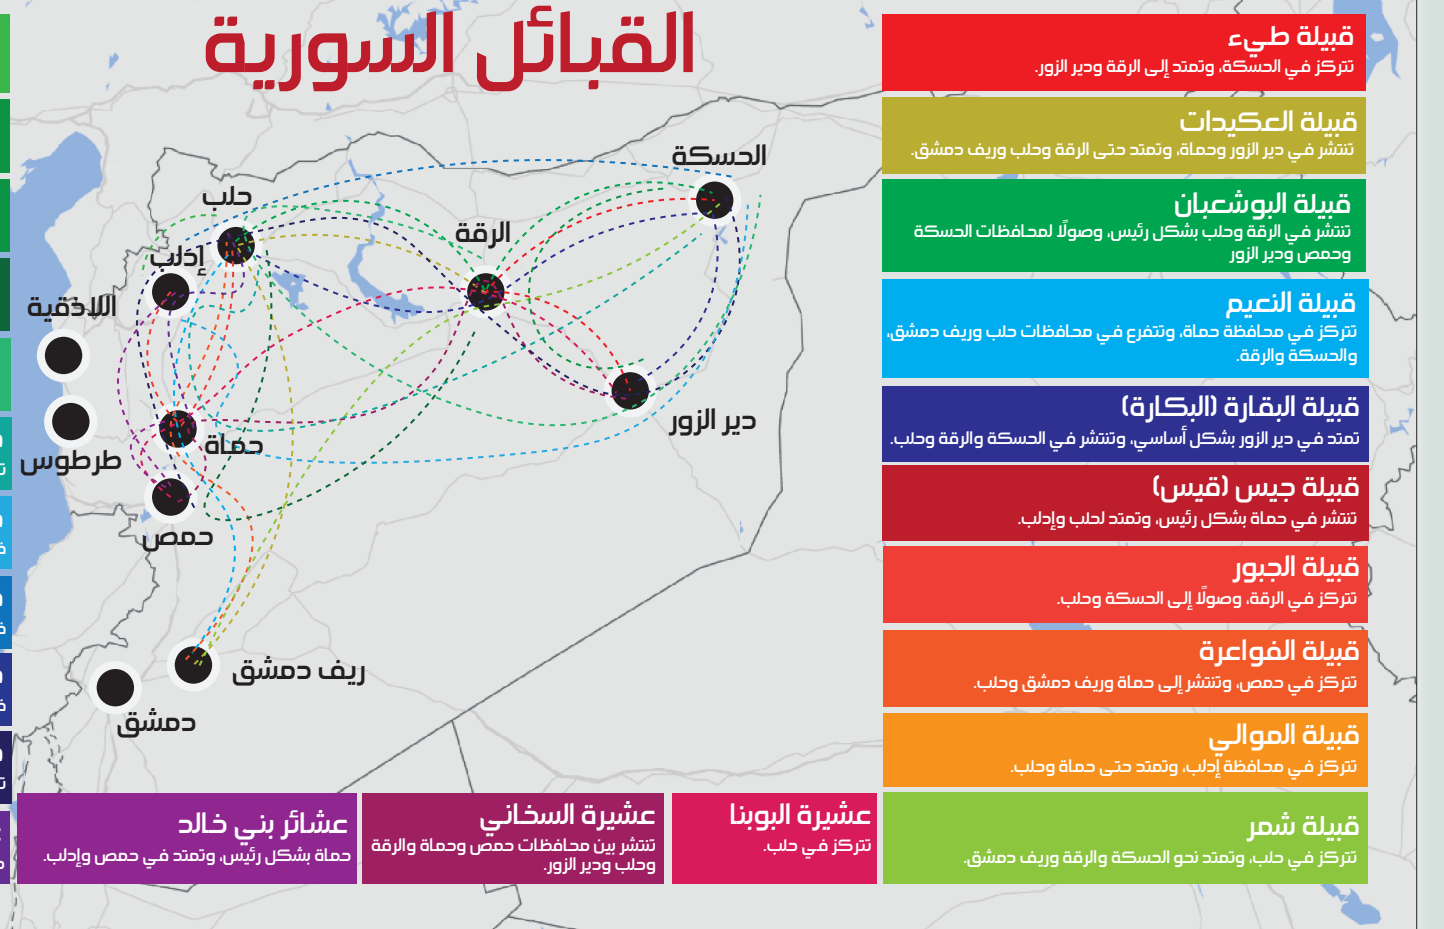 القبائل السورية
قبيلة طيء
تتركز في الحسكة، وتمتد إلى الرقة ودير الزور.
قبيلة العكيدات
تنتشر في دير الزور وحماة، وتمتد حتى الرقة وحلب وريف دمشق.
قبيلة البوشعبان
تنتشر في الرقة وحلب بشكل رئيس، وصولًا لمحافظات الحسكة
وحمص ودير الزور
قبيلة النعيم
تتركز في محافظة حماة، وتتفرع في محافظات حلب وريف دمشق،
والحسكة والرقة.
قبيلة البقارة (البكارة)
تمتد في دير الزور بشكل أساسي، وتنتشر في الحسكة والرقة وحلب.
قبيلة جيس (قيس)
تنتشر في حماة بشكل رئيس، وتمتد لحلب وإدلب.
قبيلة الجبور
تتركز في الرقة، وصولًا إلى الحسكة وحلب.
قبيلة الفواعرة
تتركز في حمص، وتنتشر إلى حماة وريف دمشق وحلب.
قبيلة الموالي
تتركز في محافظة إدلب، وتمتد حتى حماة وحلب.
قبيلة شمر
تتركز في حلب، وتمتد نحو الحسكة والرقة وريف دمشق.
عشيرة البوبنا
تتركز في حلب.
عشيرة السخاني
تنتشر بين محافظات حمص وحماة والرقة
وحلب ودير الزور.
عشائر بني خالد
حماة بشكل رئيس، وتمتد في حمص وإدلب.
الحسكة
حلب
الرقة
إدلب
اللاذقية
دير الزور
حماة
طرطوس
حمص
ريف دمشق
دمشق